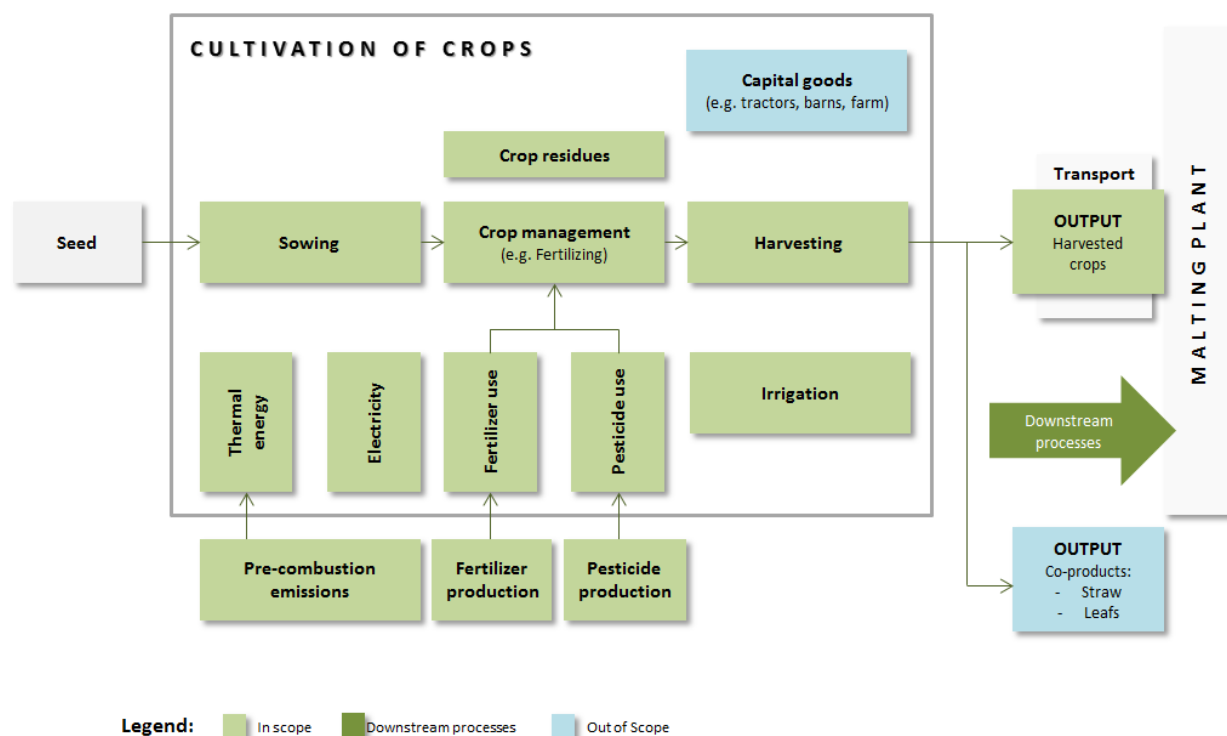 CULTIVATION OF CROPS
Capital goods
(e.g. tractors, barns, farm)
Crop residues
Seed
Sowing
Crop management
(e.g. Fertilizing)
Harvesting
Transport
OUTPUT
Harvested
crops
MALTING PLANT
Thermal
energy
Electricity
Fertilizer use
Pesticide use
Irrigation
Downstream
processes
Pre-combustion
emissions
Fertilizer
production
Pesticide
production
OUTPUT
Co-products:
- Straw
- Leafs
Legend:
In scope
Downstream processes
Out of Scope